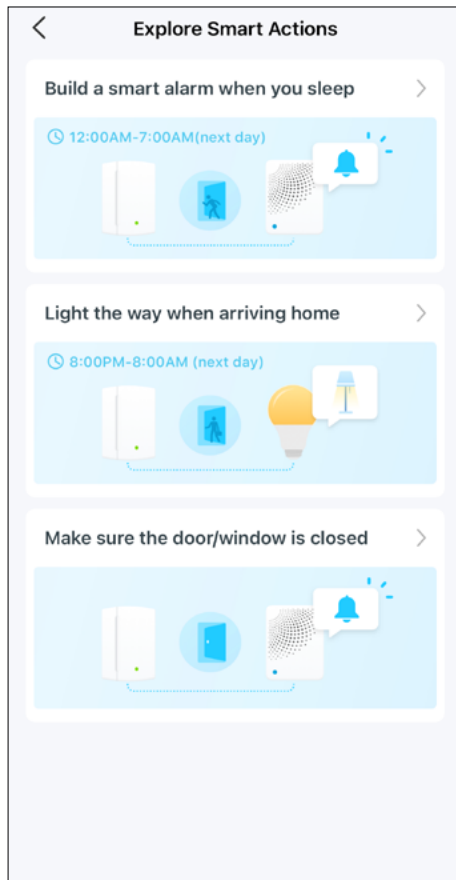 Explore Smart Actions
Build a smart alarm when you sleep
12:00AM-7:00AM(next day)
Light the way when arriving home
8:00PM-8:00AM (next day)
Make sure the door/window is closed